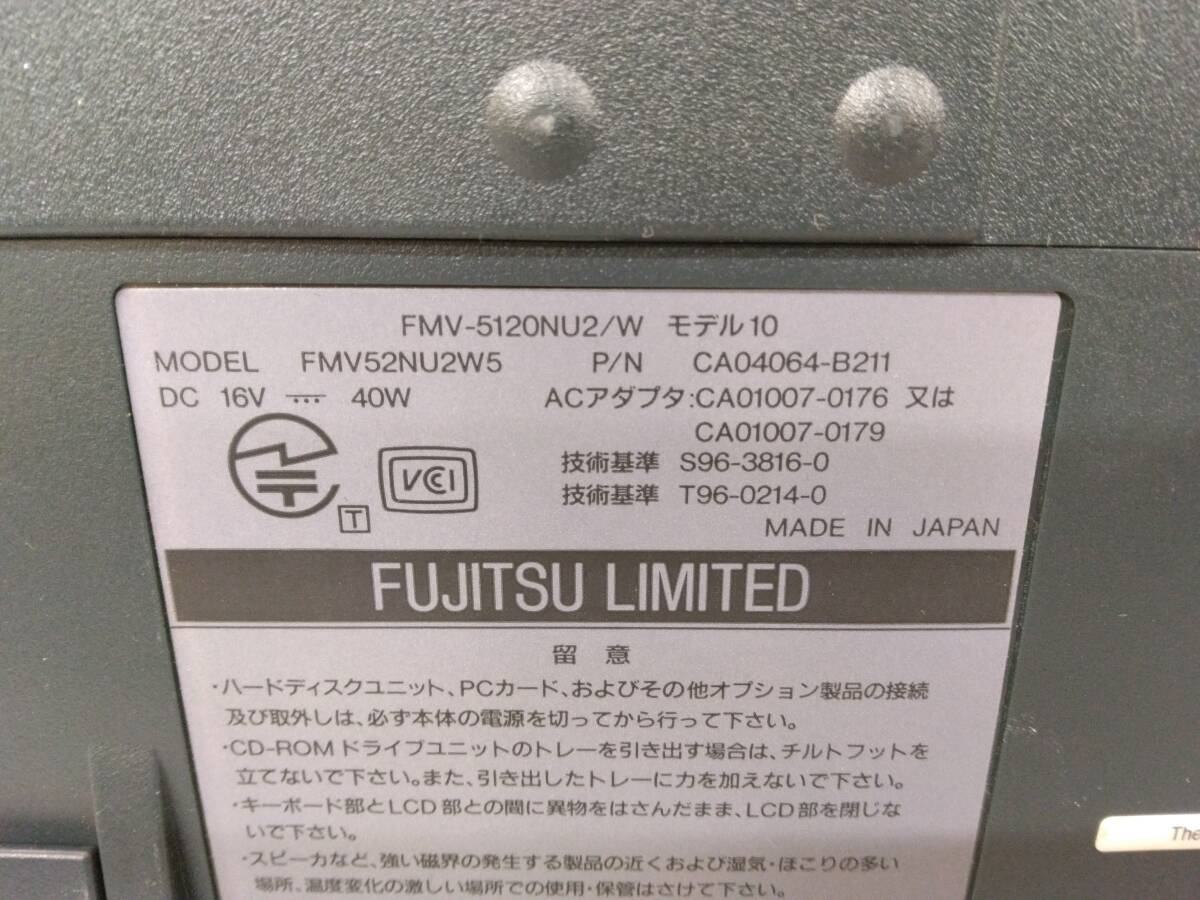 FMV-5120NU2/W モデル10
MODEL FMV52NU2W5 P/N CA04064-B211
DC 16V 40W ACアダプタ:CA01007-0176 又は
CA01007-0179
技術基準 S96-3816-0
VCCI
技術基準 T96-0214-0
T
MADE IN JAPAN
FUJITSU LIMITED
留 意
・ハードディスクユニット、PCカード、およびその他オプション製品の接続
及び取外しは、必ず本体の電源を切ってから行って下さい。
・CD-ROMドライブユニットのトレーを引き出す場合は、チルトフットを
立てないで下さい。また、引き出したトレーに力を加えないで下さい。
・キーボード部とLCD部との間に異物をはさんだまま、LCD部を閉じな
いで下さい。
・スピーカなど、強い磁界の発生する製品の近くおよび湿気・ほこりの多い
場所、温度変化の激しい場所での使用・保管はさけて下さい。
The